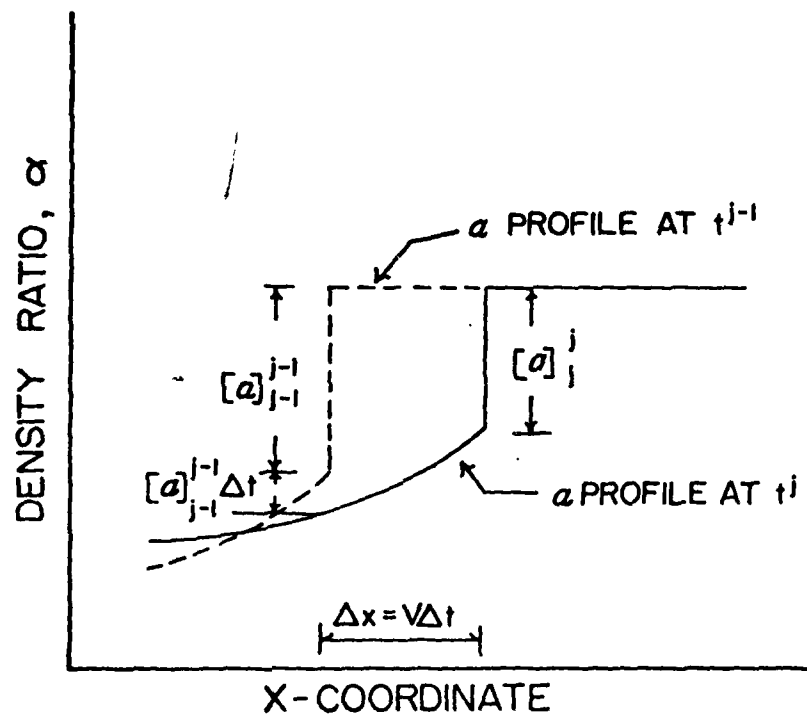 DENSITY RATIO, α
a PROFILE AT t^{j-1}
[a]_{j-1}^{j-1}
[a]_{j}^{j}
[a]_{j-1}^{j-1} Δt
a PROFILE AT t^{j}
Δx = VΔt
X-COORDINATE